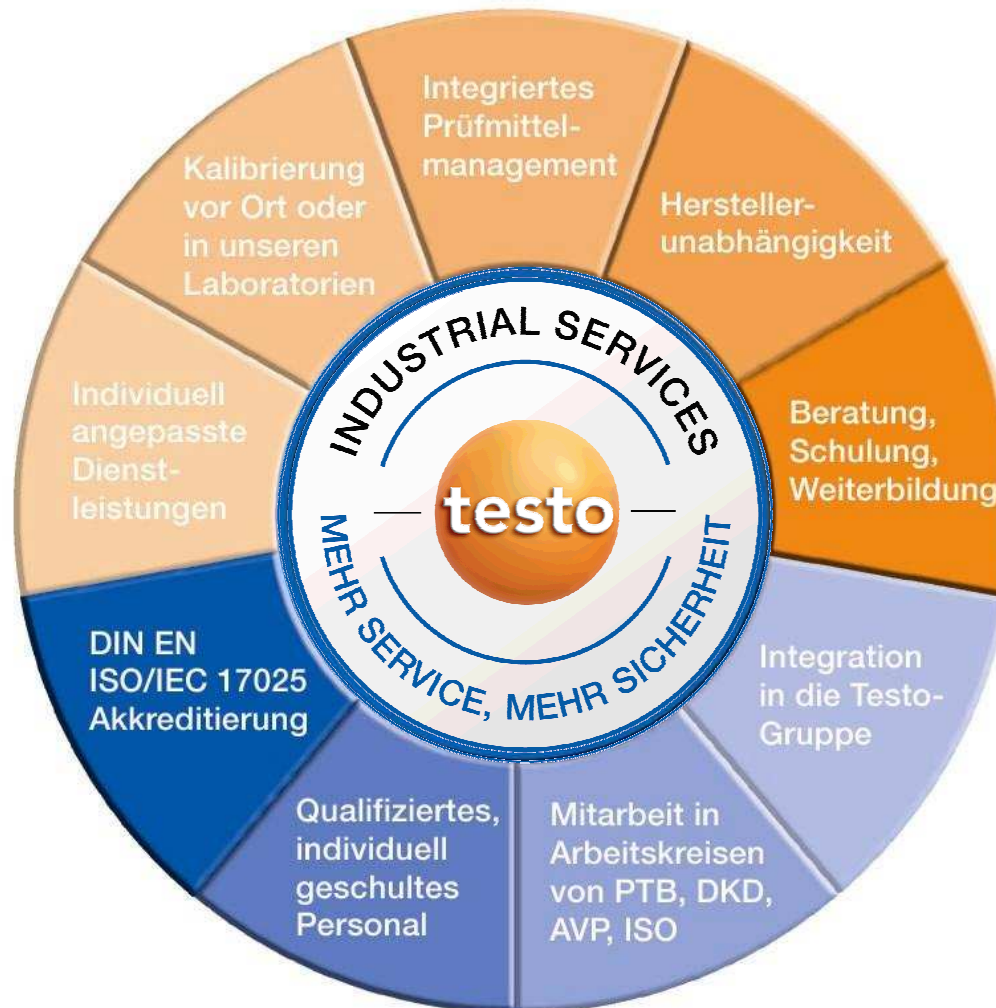 Integriertes
Prüfmittel-
management
Hersteller-
unabhängigkeit
Beratung,
Schulung,
Weiterbildung
Integration
in die Testo-
Gruppe
Mitarbeit in
Arbeitskreisen
von PTB, DKD,
AVP, ISO
Qualifiziertes,
individuell
geschultes
Personal
DIN EN
ISO/IEC 17025
Akkreditierung
Individuell
angepasste
Dienst-
leistungen
Kalibrierung
vor Ort oder
in unseren
Laboratorien
INDUSTRIAL SERVICES
testo
MEHR SERVICE, MEHR SICHERHEIT